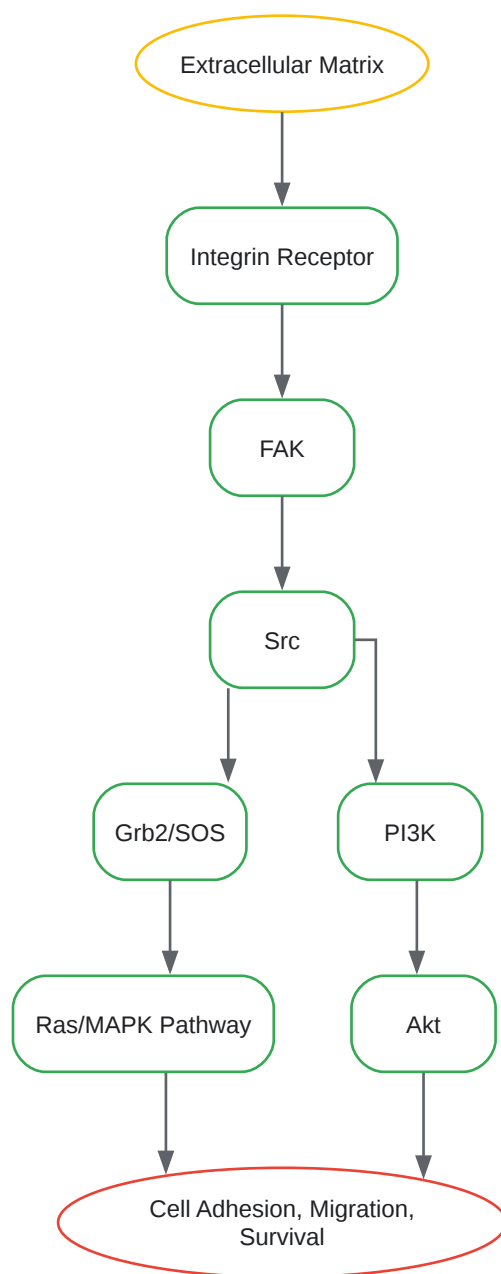 Extracellular Matrix
Integrin Receptor
FAK
Src
Grb2/SOS
PI3K
Ras/MAPK Pathway
Akt
Cell Adhesion, Migration,
Survival